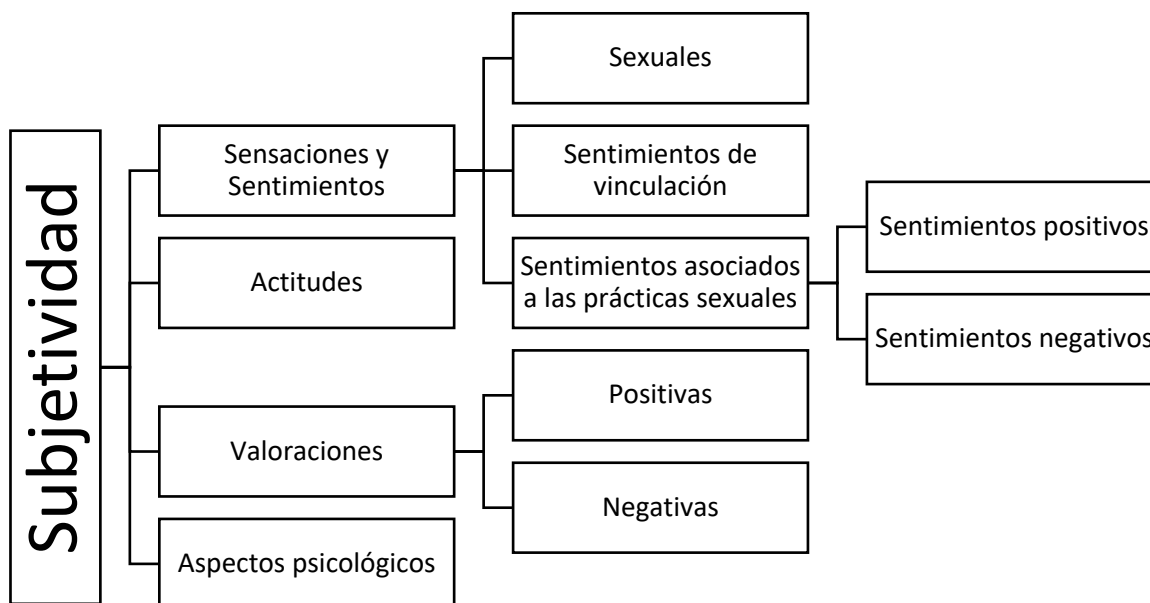 Subjetividad
Sensaciones y
Sentimientos
Sexuales
Sentimientos de
vinculación
Sentimientos asociados
a las prácticas sexuales
Sentimientos positivos
Sentimientos negativos
Actitudes
Valoraciones
Positivas
Negativas
Aspectos psicológicos